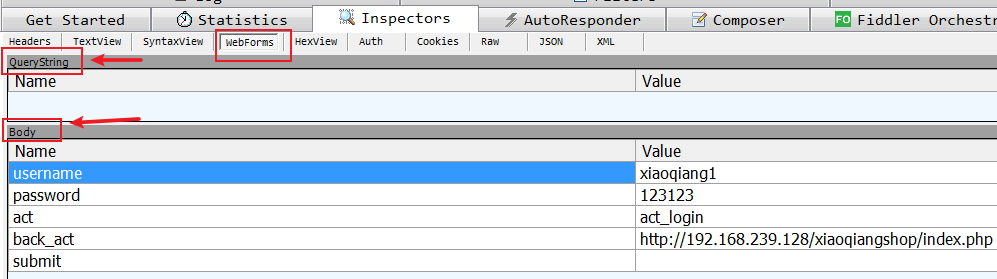 Get Started Statistics Inspectors AutoResponder Composer FO Fiddler Orchestr
Headers TextView SyntaxView WebForms HexView Auth Cookies Raw JSON XML
QueryString
Name Value
Body
Name Value
username xiaoqiang1
password 123123
act act_login
back_act http://192.168.239.128/xiaoqiangshop/index.php
submit